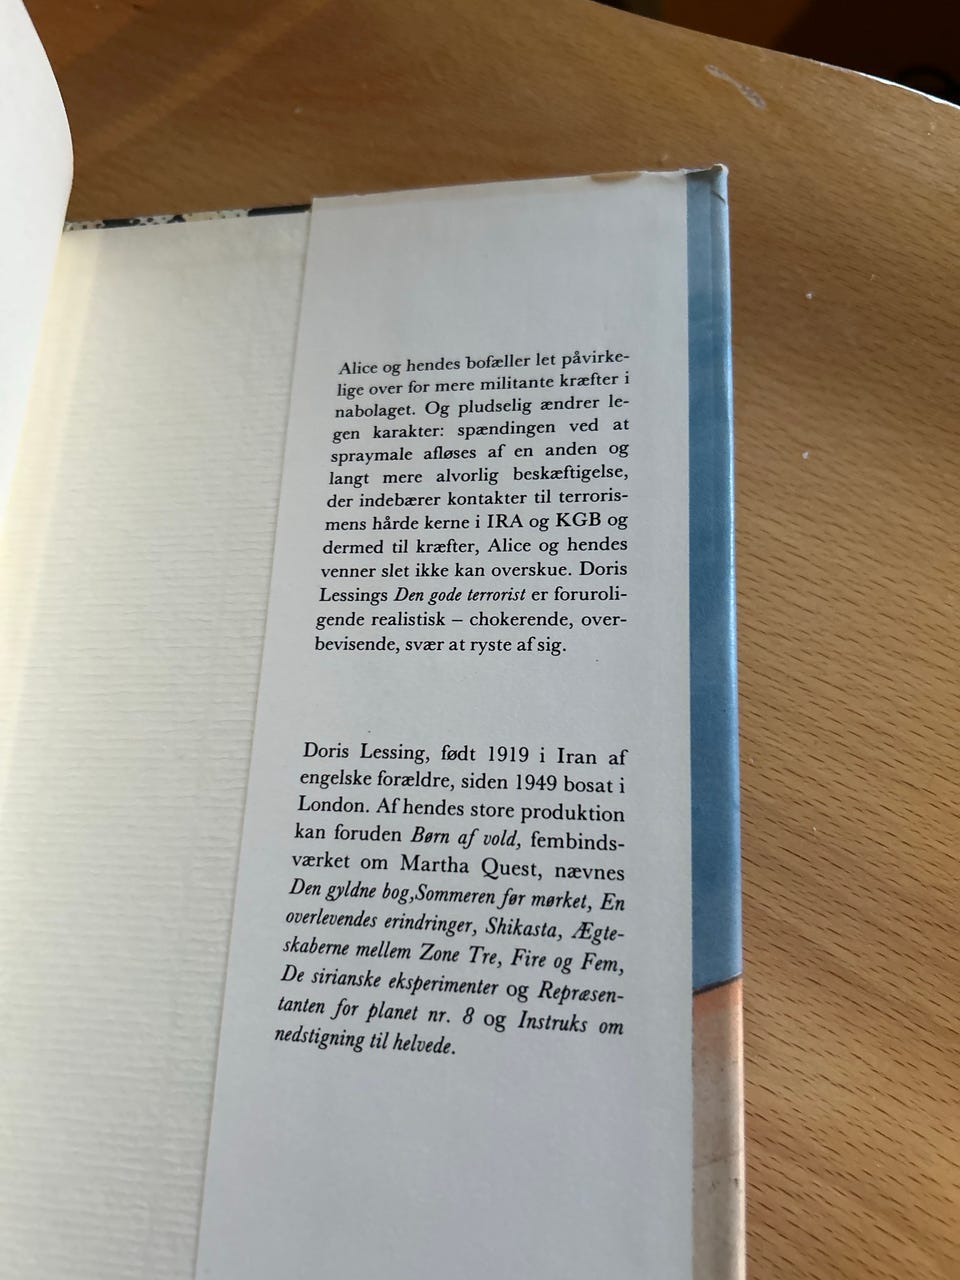 Alice og hendes bofæller let påvirke-
lige over for mere militante kræfter i
nabolaget. Og pludselig ændrer le-
gen karakter: spændingen ved at
spraymale afløses af en anden og
langt mere alvorlig beskæftigelse,
der indebærer kontakter til terroris-
mens hårde kerne i IRA og KGB og
dermed til kræfter, Alice og hendes
venner slet ikke kan overskue. Doris
Lessings Den gode terrorist er foruroli-
gende realistisk – chokerende, over-
bevisende, svær at ryste af sig.
Doris Lessing, født 1919 i Iran af
engelske forældre, siden 1949 bosat i
London. Af hendes store produktion
kan foruden Børn af vold, fembinds-
værket om Martha Quest, nævnes
Den gyldne bog,Sommeren før mørket, En
overlevendes erindringer, Shikasta, Ægte-
skaberne mellem Zone Tre, Fire og Fem,
De sirianske eksperimenter og Repræsen-
tanten for planet nr. 8 og Instruks om
nedstigning til helvede.